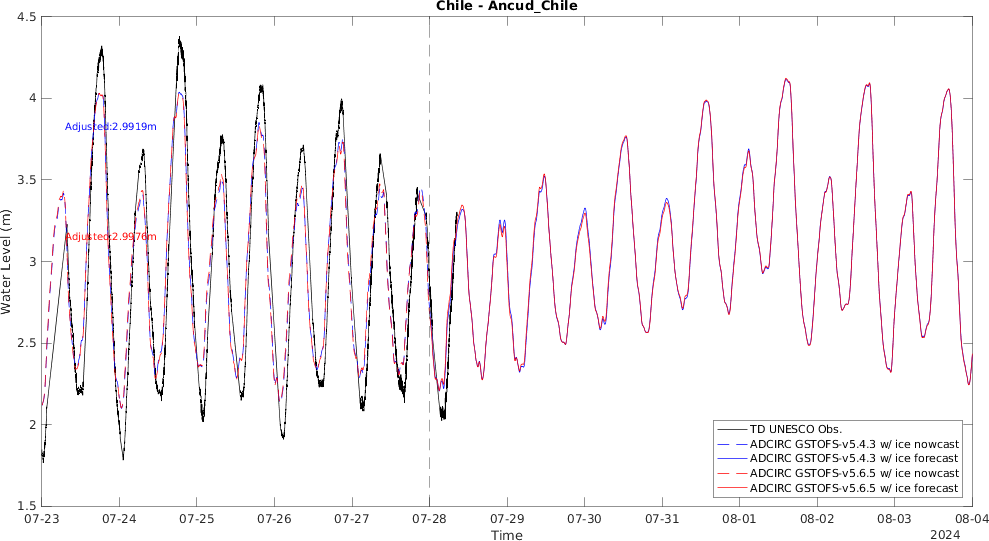 Chile - Ancud_Chile
4.5
4
3.5
3
2.5
2
1.5
Water Level (m)
Adjusted:2.9919m
Adjusted:2.9976m
TD UNESCO Obs.
ADCIRC GSTOFS-v5.4.3 w/ ice nowcast
ADCIRC GSTOFS-v5.4.3 w/ ice forecast
ADCIRC GSTOFS-v5.6.5 w/ ice nowcast
ADCIRC GSTOFS-v5.6.5 w/ ice forecast
07-23 07-24 07-25 07-26 07-27 07-28 07-29 07-30 07-31 08-01 08-02 08-03 08-04
Time
2024